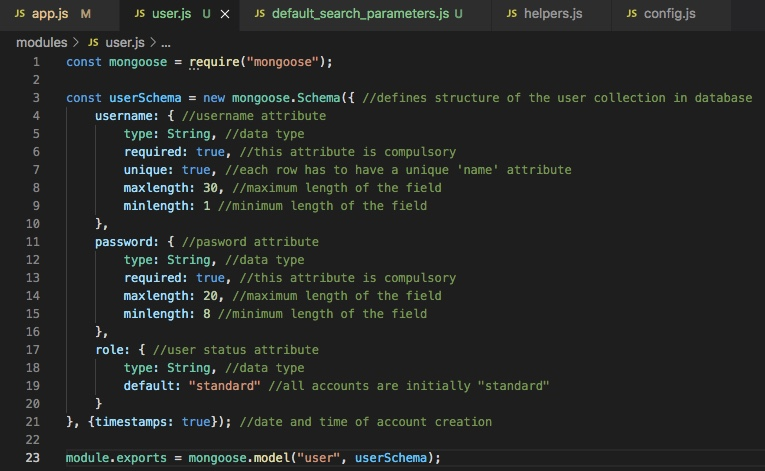 JS app.js M JS user.js U × JS default_search_parameters.js U JS helpers.js JS config.js
modules > JS user.js > ...
1 const mongoose = require("mongoose");
2
3 const userSchema = new mongoose.Schema({ //defines structure of the user collection in database
4 username: { //username attribute
5 type: String, //data type
6 required: true, //this attribute is compulsory
7 unique: true, //each row has to have a unique 'name' attribute
8 maxlength: 30, //maximum length of the field
9 minlength: 1 //minimum length of the field
10 },
11 password: { //pasword attribute
12 type: String, //data type
13 required: true, //this attribute is compulsory
14 maxlength: 20, //maximum length of the field
15 minlength: 8 //minimum length of the field
16 },
17 role: { //user status attribute
18 type: String, //data type
19 default: "standard" //all accounts are initially "standard"
20 }
21 }, {timestamps: true}); //date and time of account creation
22
23 module.exports = mongoose.model("user", userSchema);